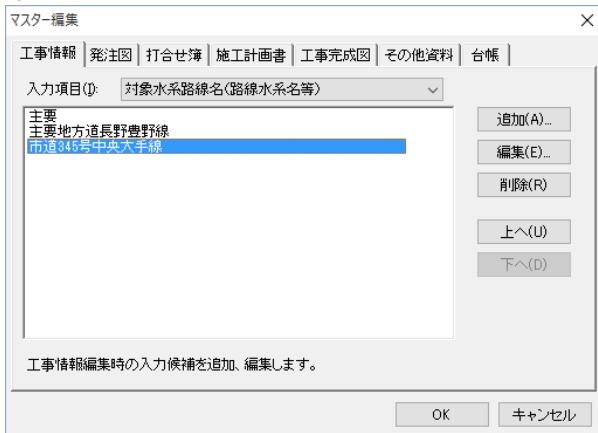 マスター編集
工事情報 発注図 打合せ簿 施工計画書 工事完成図 その他資料 台帳
入力項目(I): 対象水系路線名(路線水系名等)
主要
主要地方道長野豊野線
市道345号中央大手線
追加(A)...
編集(E)...
削除(R)
上へ(U)
下へ(D)
工事情報編集時の入力候補を追加、編集します。
OK キャンセル